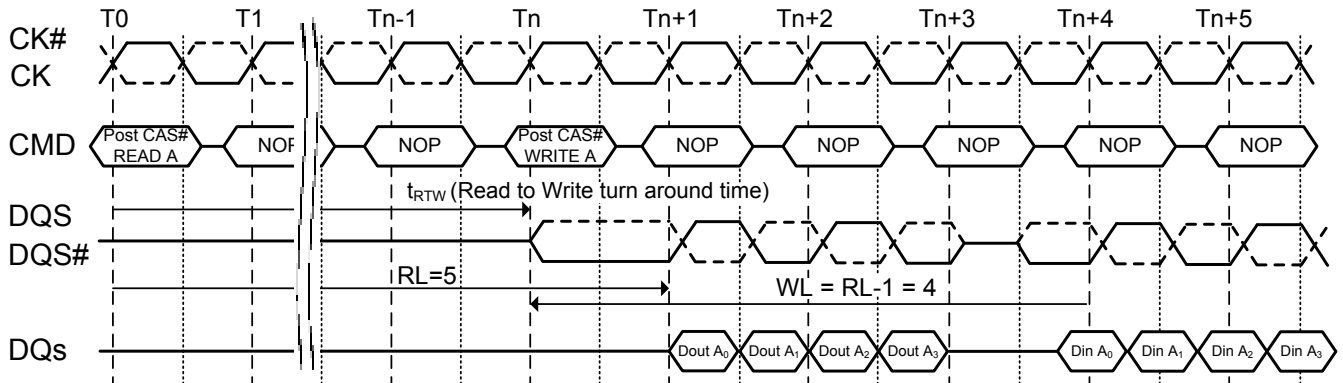 T0 T1 Tn-1 Tn Tn+1 Tn+2 Tn+3 Tn+4 Tn+5
CK#
CK
CMD
Post CAS#
READ A
NOP
NOP
Post CAS#
WRITE A
NOP
NOP
NOP
NOP
NOP
tRTW (Read to Write turn around time)
DQS
DQS#
RL=5
WL = RL-1 = 4
DQs
Dout A0 Dout A1 Dout A2 Dout A3 Din A0 Din A1 Din A2 Din A3